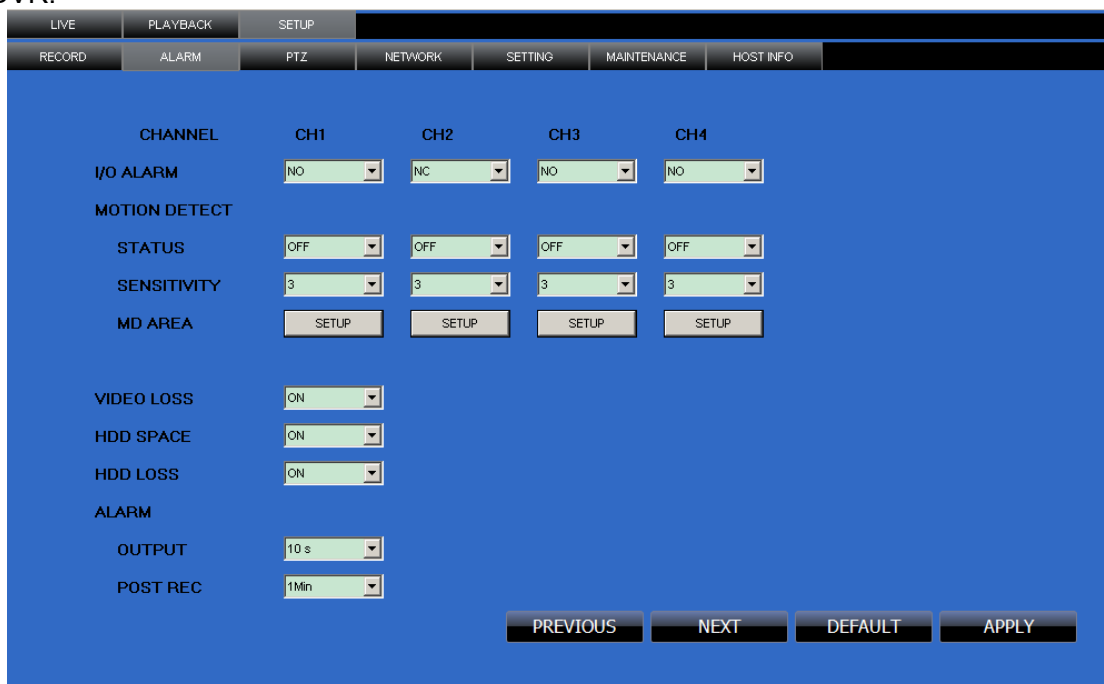 LIVE PLAYBACK SETUP
RECORD ALARM PTZ NETWORK SETTING MAINTENANCE HOST INFO
CHANNEL CH1 CH2 CH3 CH4
I/O ALARM NO NC NO NO
MOTION DETECT
STATUS OFF OFF OFF OFF
SENSITIVITY 3 3 3 3
MD AREA SETUP SETUP SETUP SETUP
VIDEO LOSS ON
HDD SPACE ON
HDD LOSS ON
ALARM
OUTPUT 10 s
POST REC 1Min
PREVIOUS NEXT DEFAULT APPLY